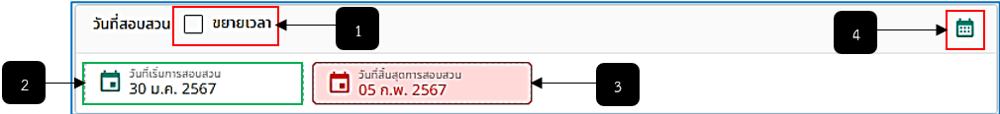 วันที่สอบสวน ขยายเวลา 1 4
2 วันที่เริ่มการสอบสวน วันที่สิ้นสุดการสอบสวน 3
30 ม.ค. 2567 05 ก.พ. 2567